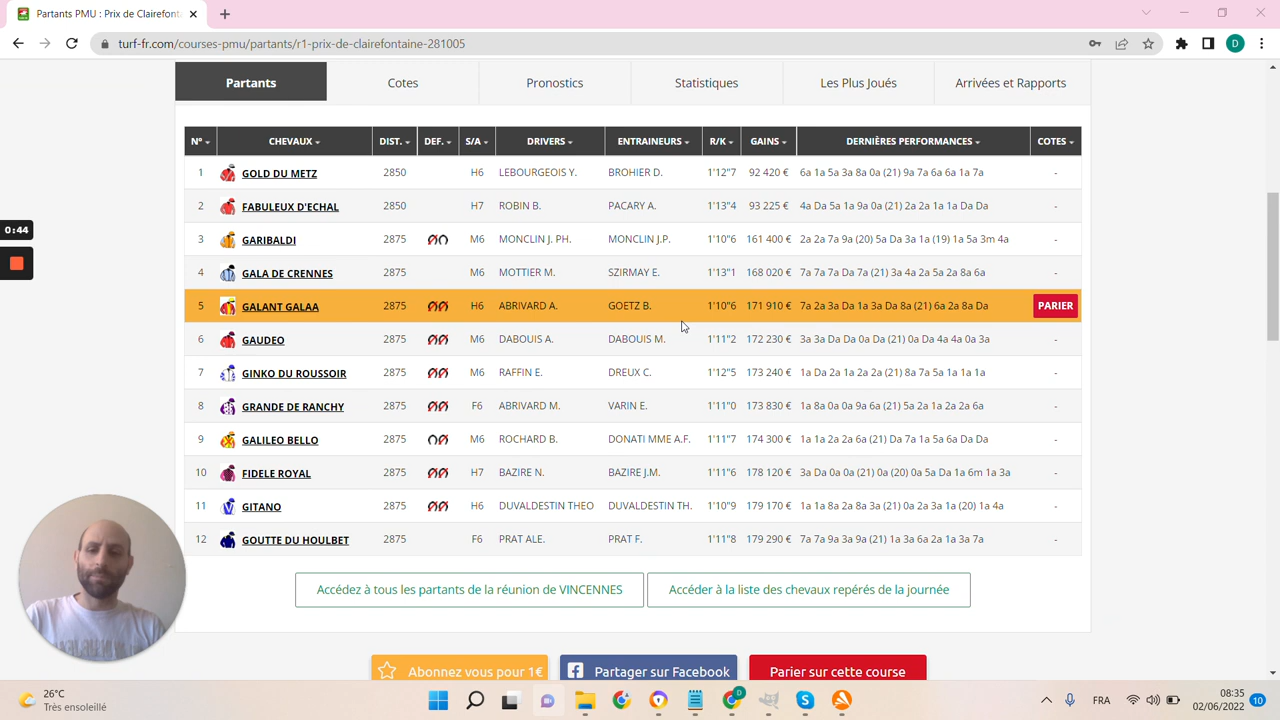 Partants PMU : Prix de Clairefont
turf-fr.com/courses-pmu/partants/r1-prix-de-clairefontaine-281005
D
Partants Cotes Pronostics Statistiques Les Plus Joués Arrivées et Rapports
N° CHEVAUX DIST. DEF. S/A DRIVERS ENTRAINEURS R/K GAINS DERNIÈRES PERFORMANCES COTES
1 GOLD DU METZ 2850 H6 LEBOURGEOIS Y. BROHIER D. 1'12"7 92 420 € 6a 1a 5a 3a 8a 0a (21) 9a 7a 6a 6a 1a 7a -
2 FABULEUX D'ECHAL 2850 H7 ROBIN B. PACARY A. 1'13"4 93 225 € 4a Da 5a 1a 9a 0a (21) 2a 2a 1a 1a Da Da -
0:44
3 GARIBALDI 2875 M6 MONCLIN J. PH. MONCLIN J.P. 1'10"6 161 400 € 2a 2a 7a 9a (20) 5a Da 3a 1a (19) 1a 5a 3m 4a -
4 GALA DE CRENNES 2875 M6 MOTTIER M. SZIRMAY E. 1'13"1 168 020 € 7a 7a 7a Da 7a (21) 3a 4a 2a 6a 2a 8a 6a -
5 GALANT GALAA 2875 H6 ABRIVARD A. GOETZ B. 1'10"6 171 910 € 7a 2a 3a Da 1a 3a Da 8a (21) 6a 2a 8a Da PARIER
6 GAUDEO 2875 M6 DABOUIS A. DABOUIS M. 1'11"2 172 230 € 3a 3a Da Da 0a Da (21) 0a Da 4a 4a 0a 3a -
7 GINKO DU ROUSSOIR 2875 M6 RAFFIN E. DREUX C. 1'12"5 173 240 € 1a Da 2a 1a 2a 2a (21) 8a 7a 5a 1a 1a 1a -
8 GRANDE DE RANCHY 2875 F6 ABRIVARD M. VARIN E. 1'11"0 173 830 € 1a 8a 0a 0a 9a 6a (21) 5a 2a 1a 2a 2a 6a -
9 GALILEO BELLO 2875 M6 ROCHARD B. DONATI MME A.F. 1'11"7 174 300 € 1a 1a 2a 2a 6a (21) Da 7a 1a 5a 6a Da Da -
10 FIDELE ROYAL 2875 H7 BAZIRE N. BAZIRE J.M. 1'11"6 178 120 € 3a Da 0a 0a (21) 0a (20) 0a 5a Da 1a 6m 1a 3a -
11 GITANO 2875 H6 DUVALDESTIN THEO DUVALDESTIN TH. 1'10"9 179 170 € 1a 1a 8a 2a 8a 3a (21) 0a 2a 3a 1a (20) 1a 4a -
12 GOUTTE DU HOULBET 2875 F6 PRAT ALE. PRAT F. 1'11"8 179 290 € 7a 7a 9a 3a 9a (21) 1a 3a 6a 2a 1a 3a 7a -
Accédez à tous les partants de la réunion de VINCENNES Accéder à la liste des chevaux repérés de la journée
Abonnez vous pour 1€ Partager sur Facebook Parier sur cette course
26°C
Très ensoleillé
FRA
08:35
02/06/2022
10